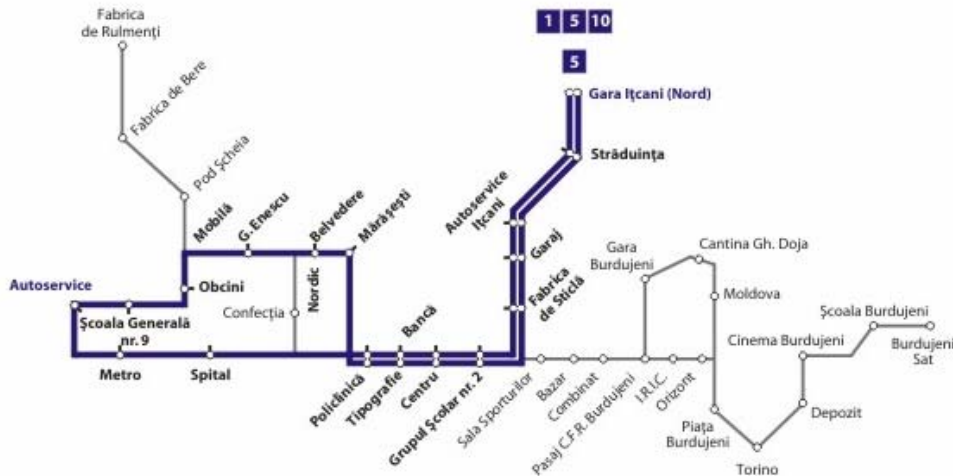 Fabrica
de Rulmenți
1 5 10
5
Gara Ițcani (Nord)
Fabrica de Bere
Străduința
Pod Șcheia
Mobilă
G. Enescu
Belvedere
Mărășești
Autoservice
Ițcani
Garaj
Gara
Burdujeni
Cantina Gh. Doja
Autoservice
Obcini
Nordic
Fabrica
de Sticlă
Moldova
Școala Generală
nr. 9
Confecția
Bancă
Școala Burdujeni
Cinema Burdujeni
Burdujeni
Sat
Metro
Spital
Policlinică
Tipografie
Centru
Grupul Școlar nr. 2
Sala Sporturilor
Bazar
Combinat
Pasaj C.F.R. Burdujeni
I.R.I.C.
Orizont
Piața
Burdujeni
Depozit
Torino